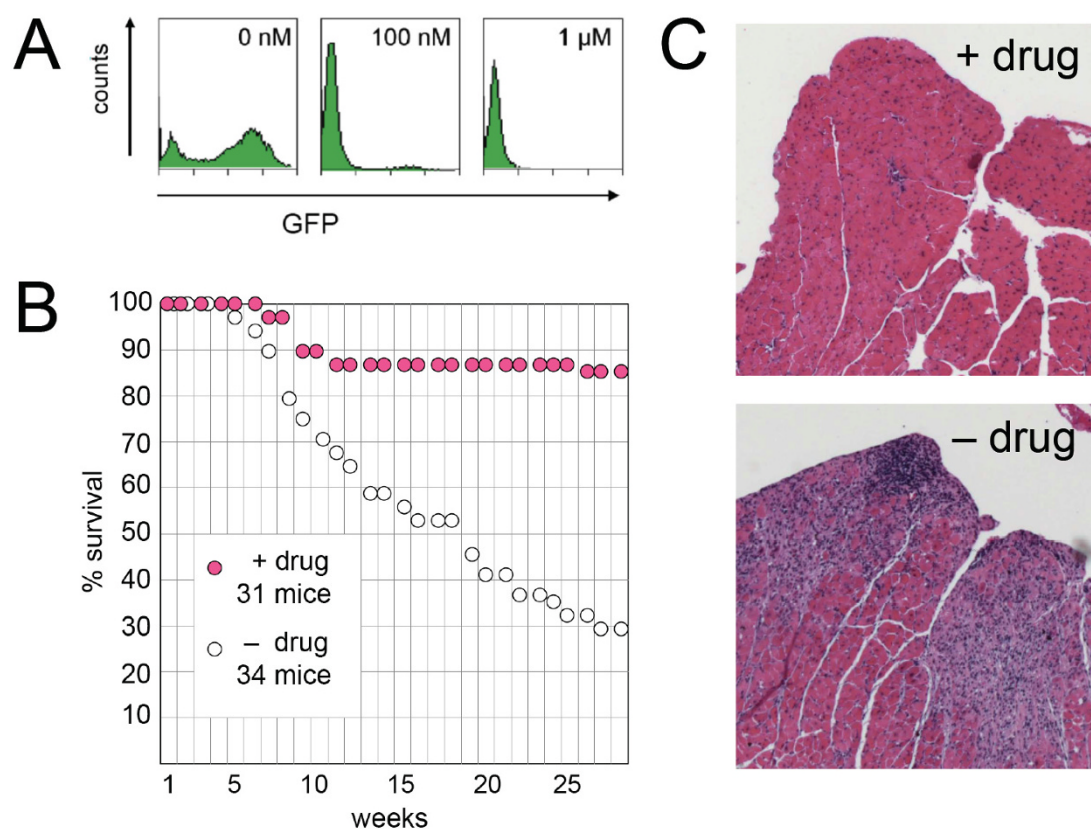 A
counts
0 nM
100 nM
1 µM
GFP
B
% survival
100
90
80
70
60
50
40
30
20
10
+ drug
31 mice
– drug
34 mice
1 5 10 15 20 25
weeks
C
+ drug
– drug